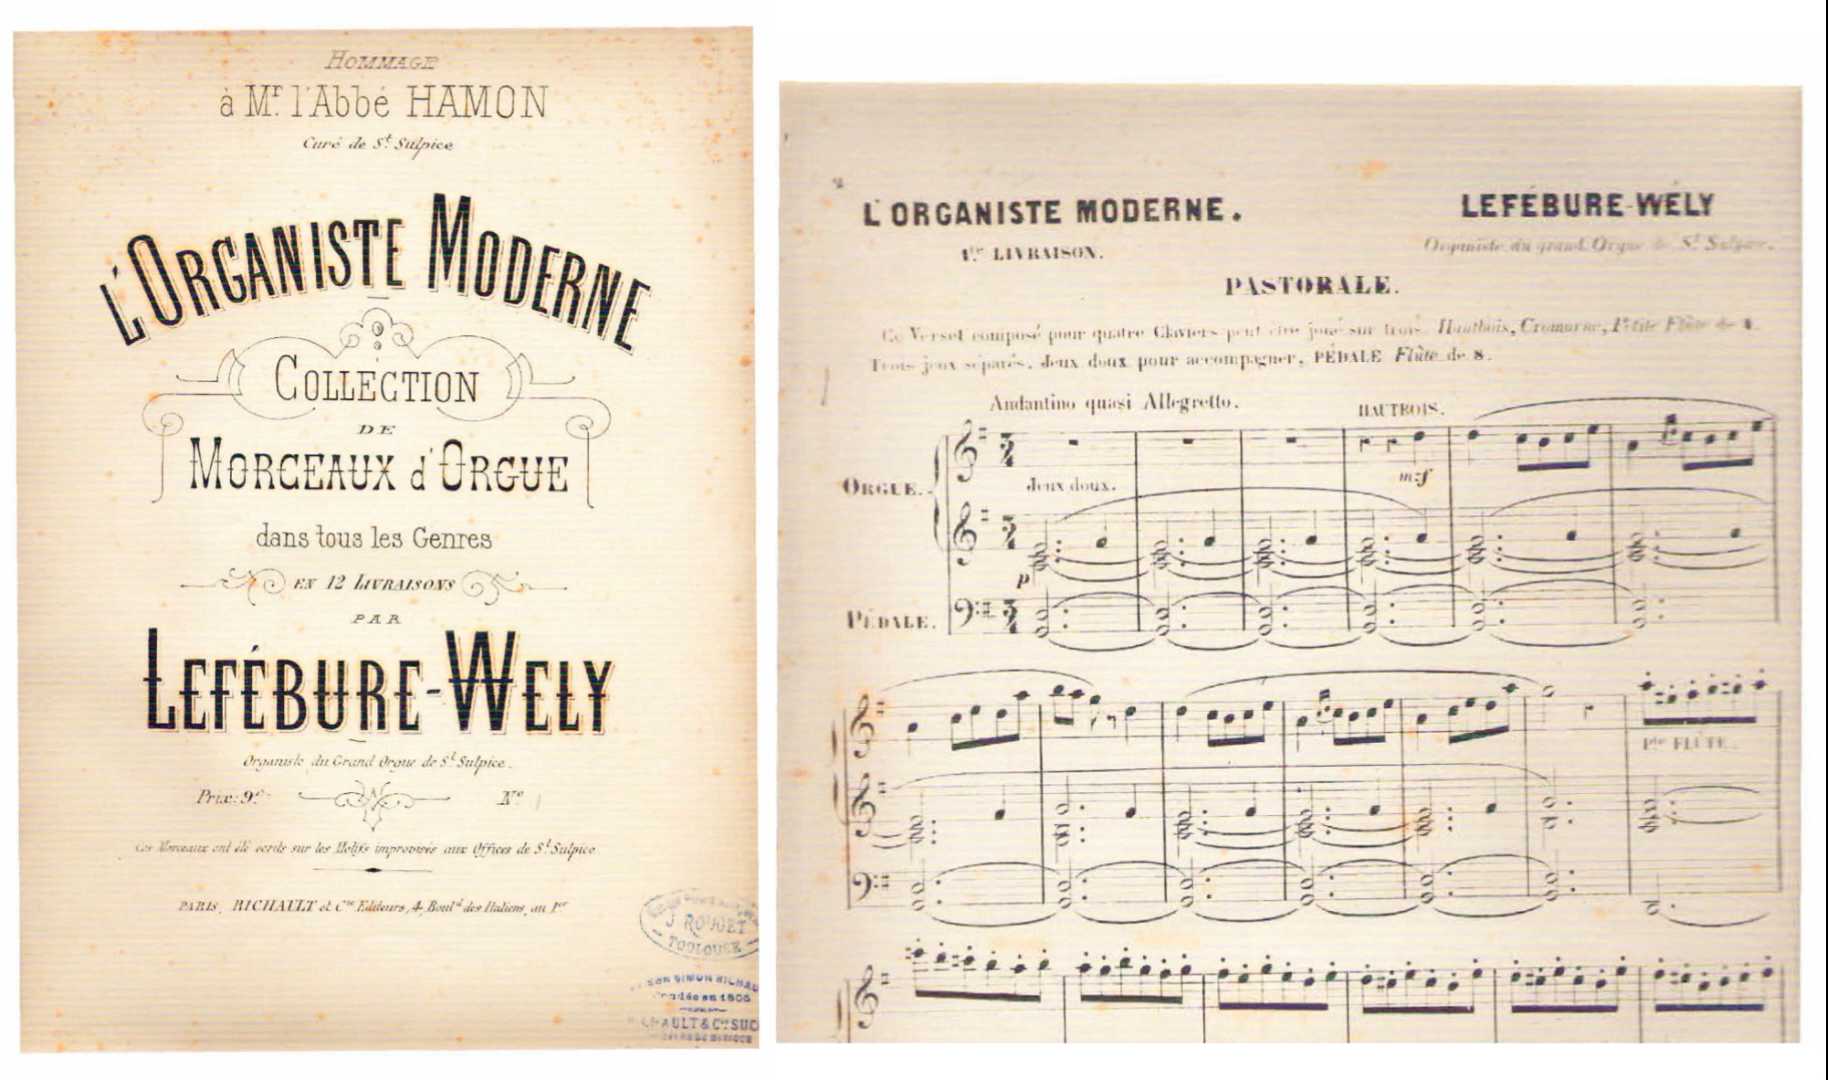 HOMMAGE
à Mr. l'Abbé HAMON
Curé de St Sulpice
L'ORGANISTE MODERNE
COLLECTION
DE
MORCEAUX d'ORGUE
dans tous les Genres
EN 12 LIVRAISONS
PAR
LEFÉBURE-WELY
Organiste du Grand Orgue de St Sulpice.
Prix: 9f
No
Ces Morceaux ont été écrits sur les Motifs improvisés aux Offices de St Sulpice
PARIS, RICHAULT et Cie Editeurs, 4, Bould des Italiens, au 1er
J. ROUGET
TOULOUSE
SIMON RICHAU
Fondée en 1805
RICHAULT & Cie SUC
L'ORGANISTE MODERNE.
LEFÉBURE-WÉLY
1re LIVRAISON.
Organiste du grand Orgue de St Sulpice.
PASTORALE.
Ce Verset composé pour quatre Claviers peut être joué sur trois. Hautbois, Cromorne, Petite Flûte de 4.
Trois jeux séparés. Jeux doux pour accompagner, PÉDALE Flûte de 8.
Andantino quasi Allegretto.
HAUTBOIS.
mf
ORGUE.
Jeux doux.
p
PÉDALE.
Pte FLÛTE.